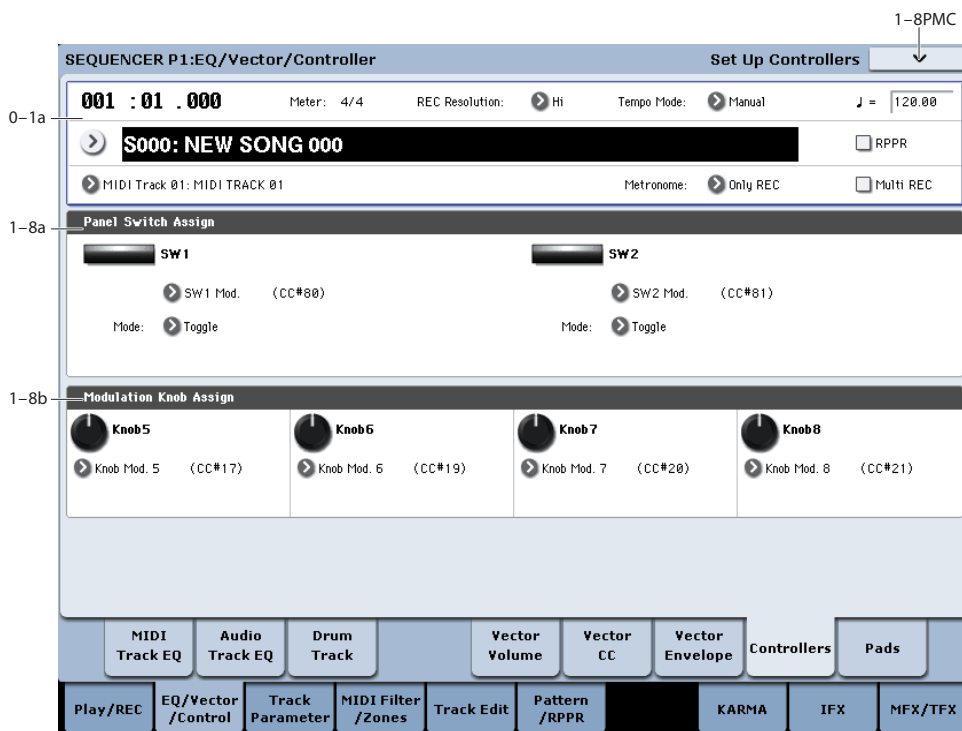 1–8PMC
SEQUENCER P1:EQ/Vector/Controller Set Up Controllers
0–1a
001 :01 .000 Meter: 4/4 REC Resolution: Hi Tempo Mode: Manual ♩ = 120.00
S000: NEW SONG 000 RPPR
MIDI Track 01: MIDI TRACK 01 Metronome: Only REC Multi REC
1–8a
Panel Switch Assign
SW1 SW2
SW1 Mod. (CC#80) SW2 Mod. (CC#81)
Mode: Toggle Mode: Toggle
1–8b
Modulation Knob Assign
Knob5 Knob6 Knob7 Knob8
Knob Mod. 5 (CC#17) Knob Mod. 6 (CC#19) Knob Mod. 7 (CC#20) Knob Mod. 8 (CC#21)
MIDI Audio Drum Vector Vector Vector Controllers Pads
Track EQ Track EQ Track Volume CC Envelope
Play/REC EQ/Vector Track MIDI Filter Track Edit Pattern KARMA IFX MFX/TFX
/Control Parameter /Zones /RPPR